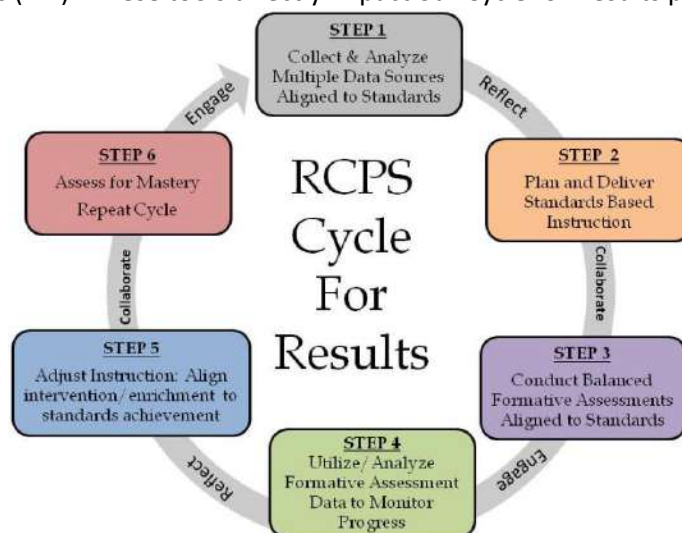 STEP 1
Collect & Analyze
Multiple Data Sources
Aligned to Standards
Reflect
STEP 2
Plan and Deliver
Standards Based
Instruction
Collaborate
STEP 3
Conduct Balanced
Formative Assessments
Aligned to Standards
Engage
STEP 4
Utilize/ Analyze
Formative Assessment
Data to Monitor
Progress
Reflect
STEP 5
Adjust Instruction: Align
intervention/ enrichment to
standards achievement
Collaborate
STEP 6
Assess for Mastery
Repeat Cycle
Engage
RCPS
Cycle
For
Results